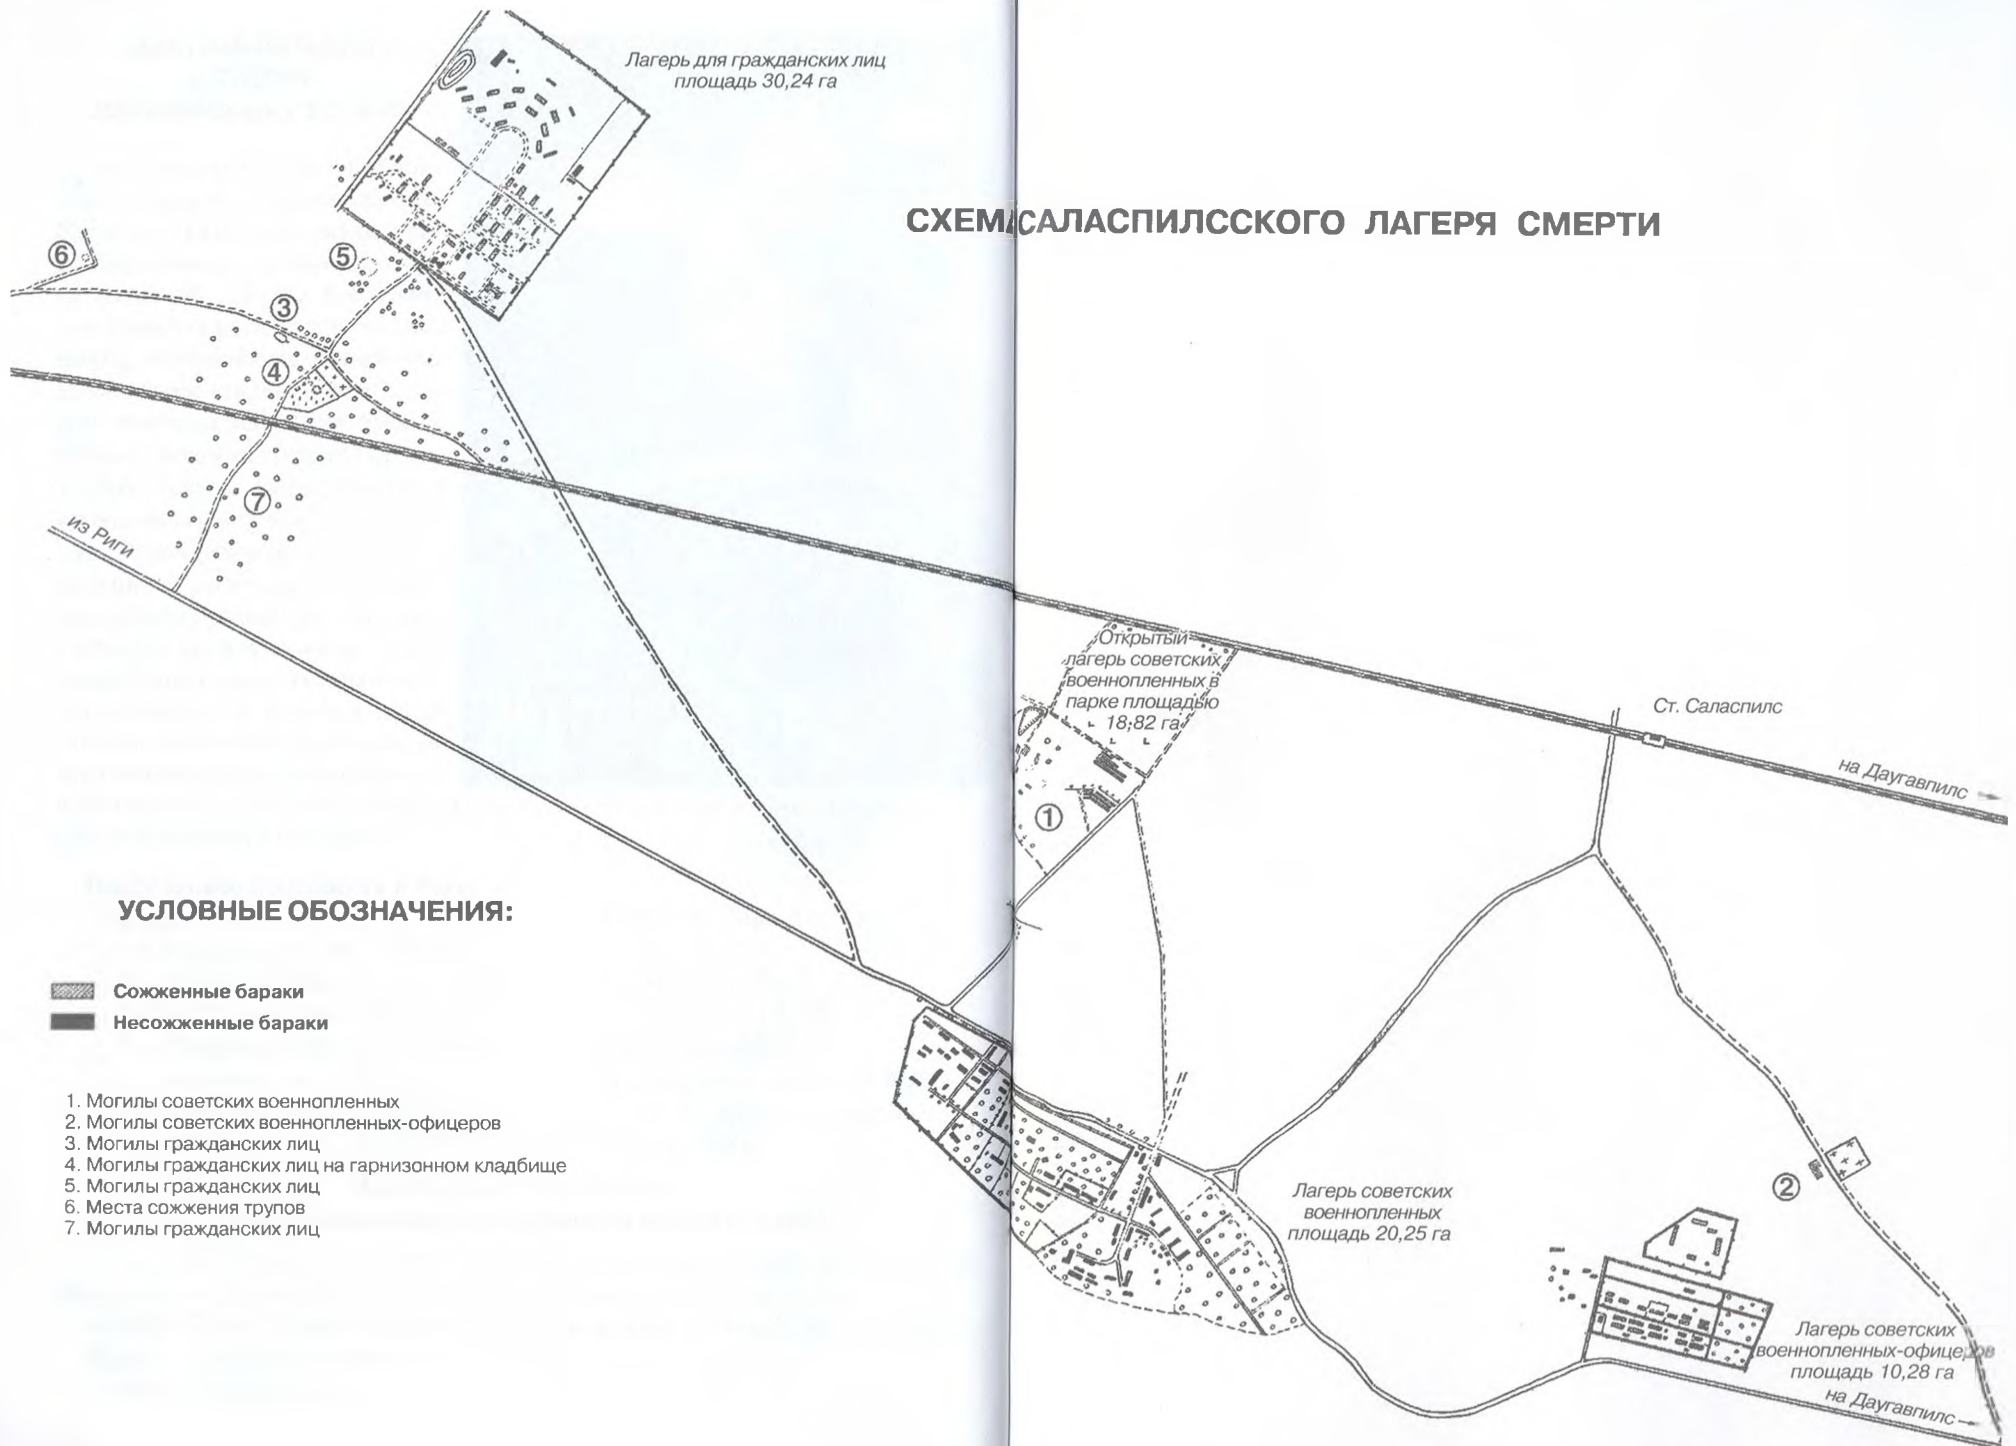 Лагерь для гражданских лиц
площадь 30,24 га
СХЕМА САЛАСПИЛССКОГО ЛАГЕРЯ СМЕРТИ
6
5
3
4
7
из Риги
Открытый
лагерь советских
военнопленных в
парке площадью
18,82 га
Ст. Саласпилс
на Даугавпилс
1
УСЛОВНЫЕ ОБОЗНАЧЕНИЯ:
Сожженные бараки
Несожженные бараки
1. Могилы советских военнопленных
2. Могилы советских военнопленных-офицеров
3. Могилы гражданских лиц
4. Могилы гражданских лиц на гарнизонном кладбище
5. Могилы гражданских лиц
6. Места сожжения трупов
7. Могилы гражданских лиц
Лагерь советских
военнопленных
площадь 20,25 га
2
Лагерь советских
военнопленных-офицеров
площадь 10,28 га
на Даугавпилс